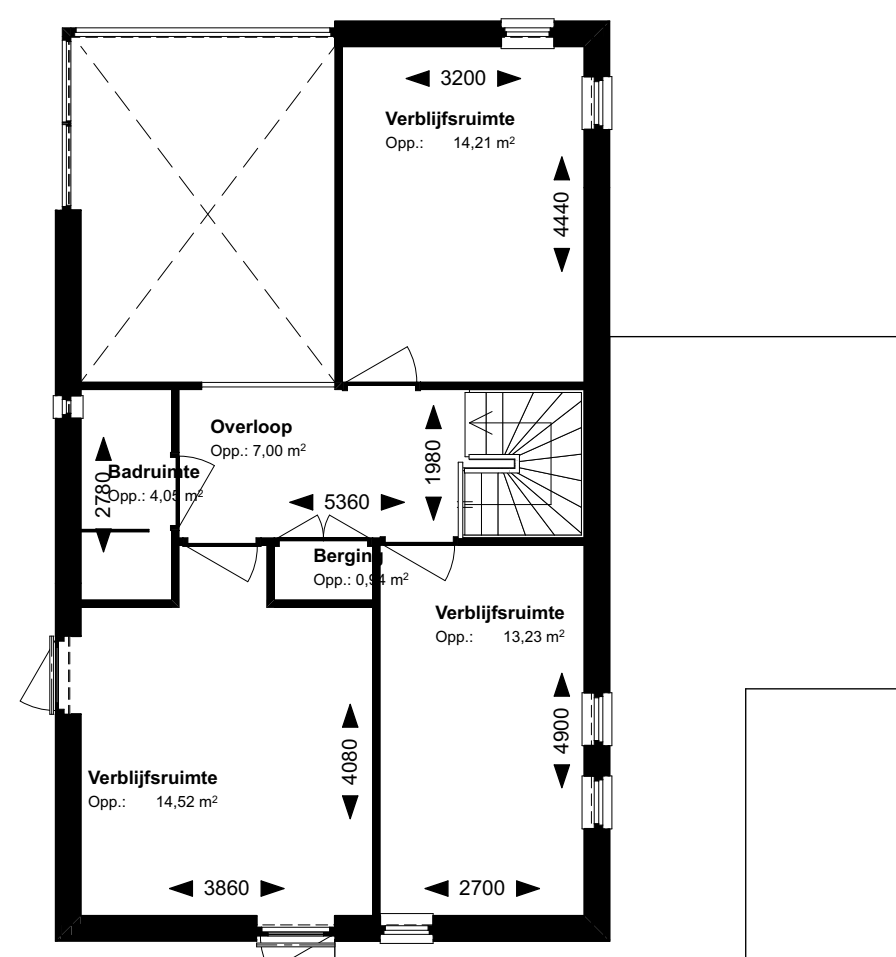 3200
Verblijfsruimte
Opp.: 14,21 m²
4440
Overloop
Opp.: 7,00 m²
1980
Badruimte
Opp.: 4,05 m²
2780
5360
Berging
Opp.: 0,94 m²
Verblijfsruimte
Opp.: 13,23 m²
4900
4080
Verblijfsruimte
Opp.: 14,52 m²
3860
2700